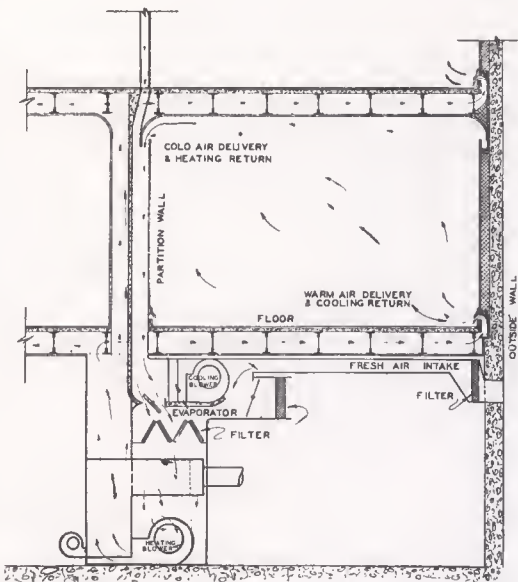 COLD AIR DELIVERY
& HEATING RETURN
PARTITION WALL
WARM AIR DELIVERY
& COOLING RETURN
OUTSIDE WALL
FLOOR
FRESH AIR INTAKE
COOLING
BLOWER
EVAPORATOR
FILTER
FILTER
HEATING
BLOWER